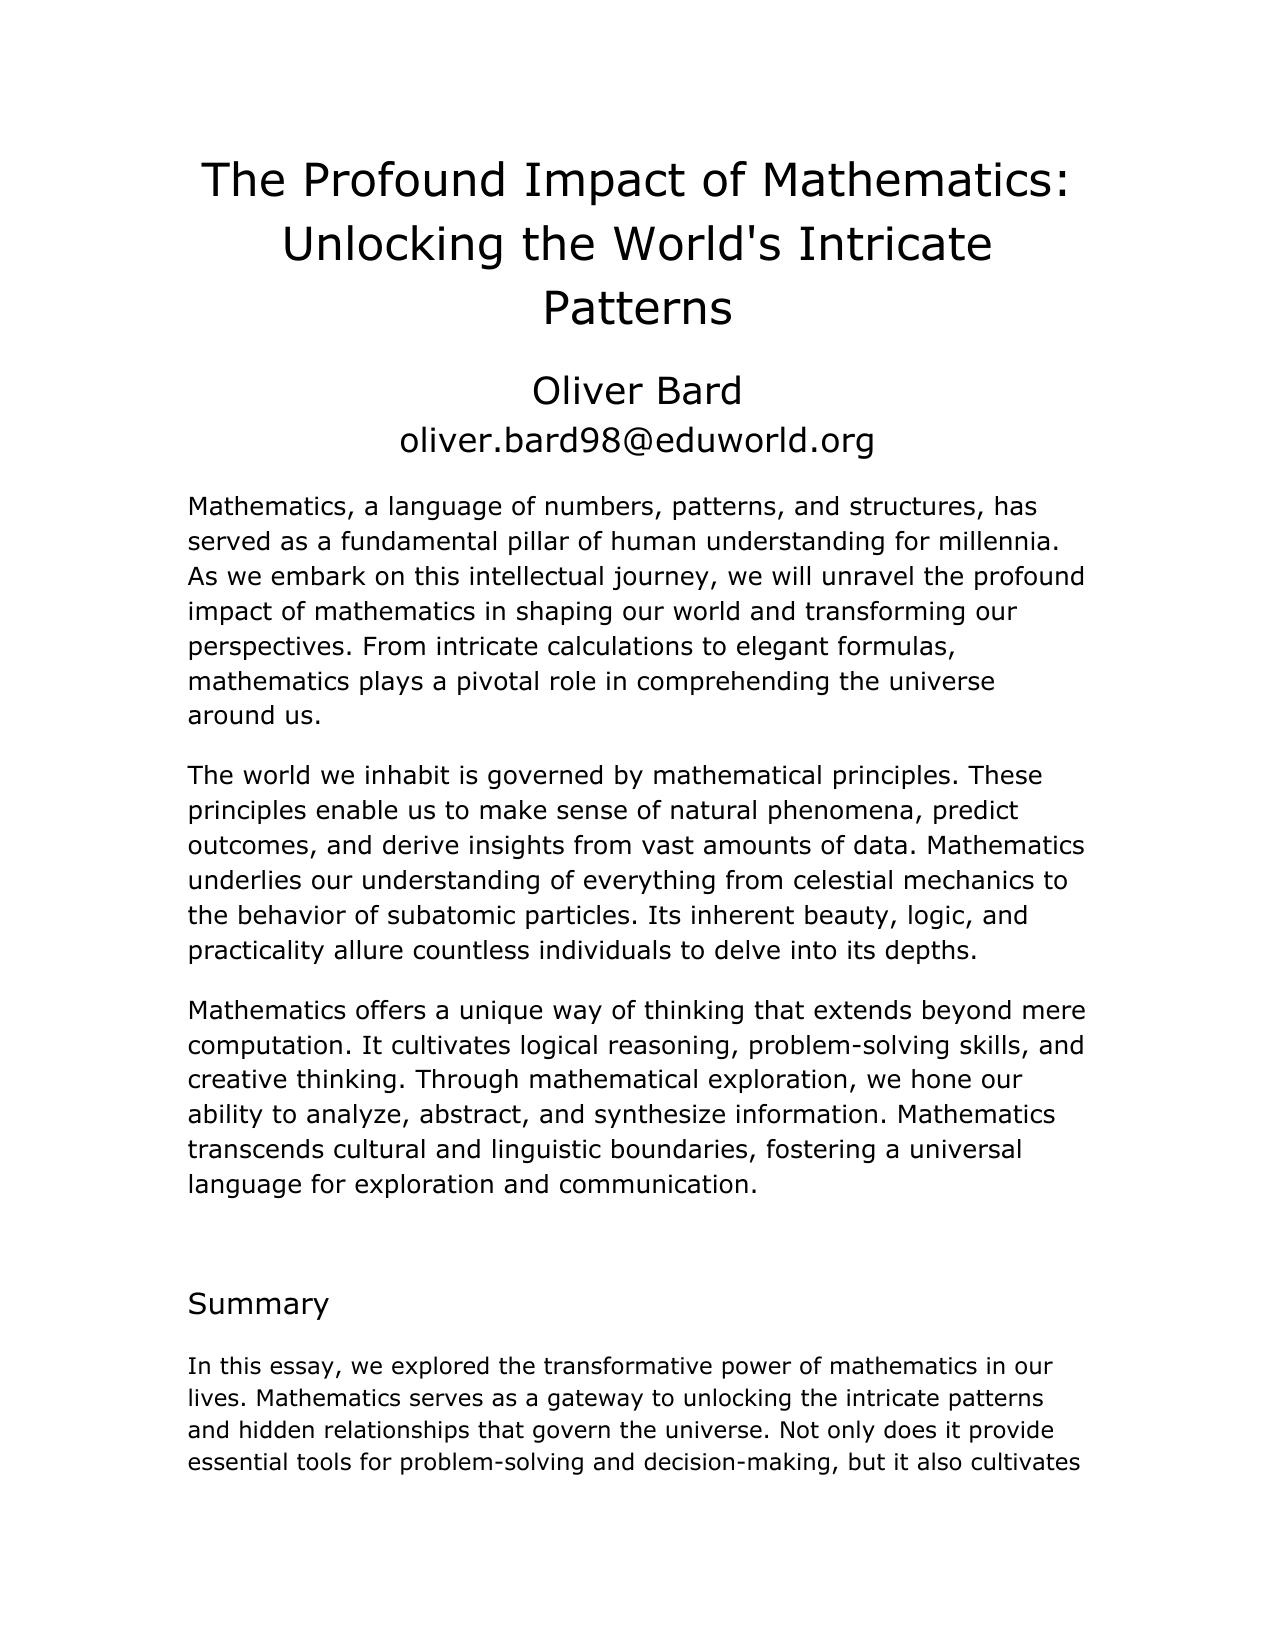 The Profound Impact of Mathematics:
Unlocking the World's Intricate
Patterns
Oliver Bard
oliver.bard98@eduworld.org
Mathematics, a language of numbers, patterns, and structures, has
served as a fundamental pillar of human understanding for millennia.
As we embark on this intellectual journey, we will unravel the profound
impact of mathematics in shaping our world and transforming our
perspectives. From intricate calculations to elegant formulas,
mathematics plays a pivotal role in comprehending the universe
around us.
The world we inhabit is governed by mathematical principles. These
principles enable us to make sense of natural phenomena, predict
outcomes, and derive insights from vast amounts of data. Mathematics
underlies our understanding of everything from celestial mechanics to
the behavior of subatomic particles. Its inherent beauty, logic, and
practicality allure countless individuals to delve into its depths.
Mathematics offers a unique way of thinking that extends beyond mere
computation. It cultivates logical reasoning, problem-solving skills, and
creative thinking. Through mathematical exploration, we hone our
ability to analyze, abstract, and synthesize information. Mathematics
transcends cultural and linguistic boundaries, fostering a universal
language for exploration and communication.
Summary
In this essay, we explored the transformative power of mathematics in our
lives. Mathematics serves as a gateway to unlocking the intricate patterns
and hidden relationships that govern the universe. Not only does it provide
essential tools for problem-solving and decision-making, but it also cultivates